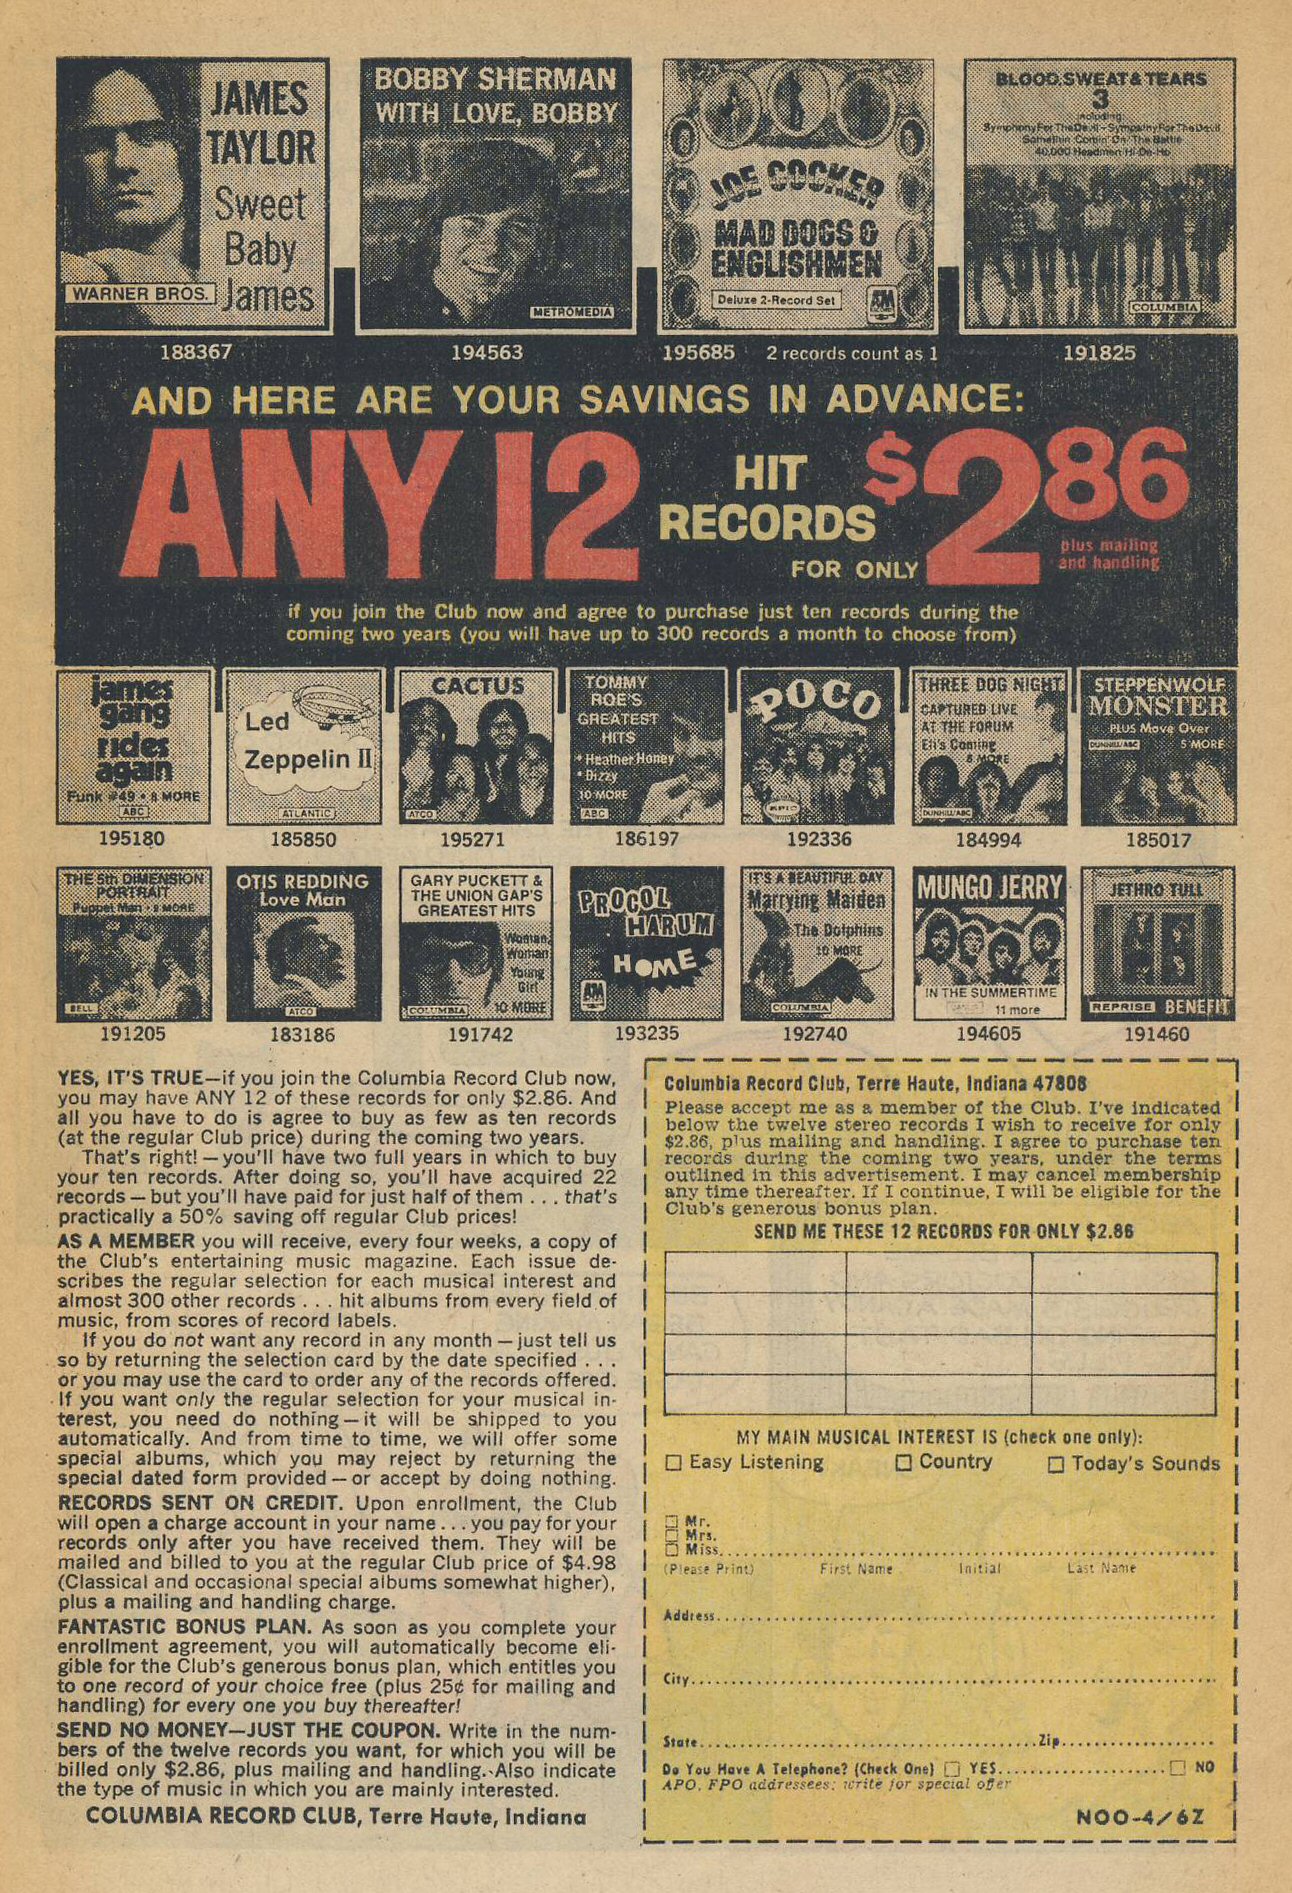 JAMES
TAYLOR
Sweet
Baby
James
WARNER BROS.
BOBBY SHERMAN
WITH LOVE, BOBBY
METROMEDIA
JOE COCKER
MAD DOGS &
ENGLISHMEN
Deluxe 2-Record Set
A&M
BLOOD, SWEAT & TEARS
3
including:
Symphony For The Devil - Sympathy For The Devil
Somethin' Comin' On • The Battle
40,000 Headmen • Hi-De-Ho
COLUMBIA
188367
194563
195685 2 records count as 1
191825
AND HERE ARE YOUR SAVINGS IN ADVANCE:
ANY 12
HIT
RECORDS
FOR ONLY
$2.86
plus mailing
and handling
if you join the Club now and agree to purchase just ten records during the
coming two years (you will have up to 300 records a month to choose from)
james
gang
rides
again
Funk #49 • 8 MORE
ABC
Led
Zeppelin II
ATLANTIC
CACTUS
ATCO
TOMMY
ROE'S
GREATEST
HITS
• Heather Honey
• Dizzy
10 MORE
ABC
POCO
EPIC
THREE DOG NIGHT
CAPTURED LIVE
AT THE FORUM
Eli's Coming
8 MORE
DUNHILL/ABC
STEPPENWOLF
MONSTER
PLUS Move Over
5 MORE
DUNHILL/ABC
195180
185850
195271
186197
192336
184994
185017
THE 5th DIMENSION
PORTRAIT
Puppet Man • 8 MORE
BELL
OTIS REDDING
Love Man
ATCO
GARY PUCKETT &
THE UNION GAP'S
GREATEST HITS
Woman,
Woman
Young
Girl
10 MORE
COLUMBIA
PROCOL
HARUM
HOME
A&M
IT'S A BEAUTIFUL DAY
Marrying Maiden
The Dolphins
10 MORE
COLUMBIA
MUNGO JERRY
IN THE SUMMERTIME
11 more
JETHRO TULL
REPRISE
BENEFIT
191205
183186
191742
193235
192740
194605
191460
YES, IT'S TRUE—if you join the Columbia Record Club now,
you may have ANY 12 of these records for only $2.86. And
all you have to do is agree to buy as few as ten records
(at the regular Club price) during the coming two years.
That's right! — you'll have two full years in which to buy
your ten records. After doing so, you'll have acquired 22
records — but you'll have paid for just half of them . . . that's
practically a 50% saving off regular Club prices!
AS A MEMBER you will receive, every four weeks, a copy of
the Club's entertaining music magazine. Each issue de-
scribes the regular selection for each musical interest and
almost 300 other records . . . hit albums from every field of
music, from scores of record labels.
If you do not want any record in any month — just tell us
so by returning the selection card by the date specified . . .
or you may use the card to order any of the records offered.
If you want only the regular selection for your musical in-
terest, you need do nothing — it will be shipped to you
automatically. And from time to time, we will offer some
special albums, which you may reject by returning the
special dated form provided — or accept by doing nothing.
RECORDS SENT ON CREDIT. Upon enrollment, the Club
will open a charge account in your name . . . you pay for your
records only after you have received them. They will be
mailed and billed to you at the regular Club price of $4.98
(Classical and occasional special albums somewhat higher),
plus a mailing and handling charge.
FANTASTIC BONUS PLAN. As soon as you complete your
enrollment agreement, you will automatically become eli-
gible for the Club's generous bonus plan, which entitles you
to one record of your choice free (plus 25¢ for mailing and
handling) for every one you buy thereafter!
SEND NO MONEY—JUST THE COUPON. Write in the num-
bers of the twelve records you want, for which you will be
billed only $2.86, plus mailing and handling. Also indicate
the type of music in which you are mainly interested.
COLUMBIA RECORD CLUB, Terre Haute, Indiana
Columbia Record Club, Terre Haute, Indiana 47808
Please accept me as a member of the Club. I've indicated
below the twelve stereo records I wish to receive for only
$2.86, plus mailing and handling. I agree to purchase ten
records during the coming two years, under the terms
outlined in this advertisement. I may cancel membership
any time thereafter. If I continue, I will be eligible for the
Club's generous bonus plan.
SEND ME THESE 12 RECORDS FOR ONLY $2.86
MY MAIN MUSICAL INTEREST IS (check one only):
Easy Listening Country Today's Sounds
Mr.
Mrs.
Miss
(Please Print) First Name Initial Last Name
Address
City
State Zip
Do You Have A Telephone? (Check One) YES NO
APO, FPO addressees: write for special offer
NOO-4/6Z